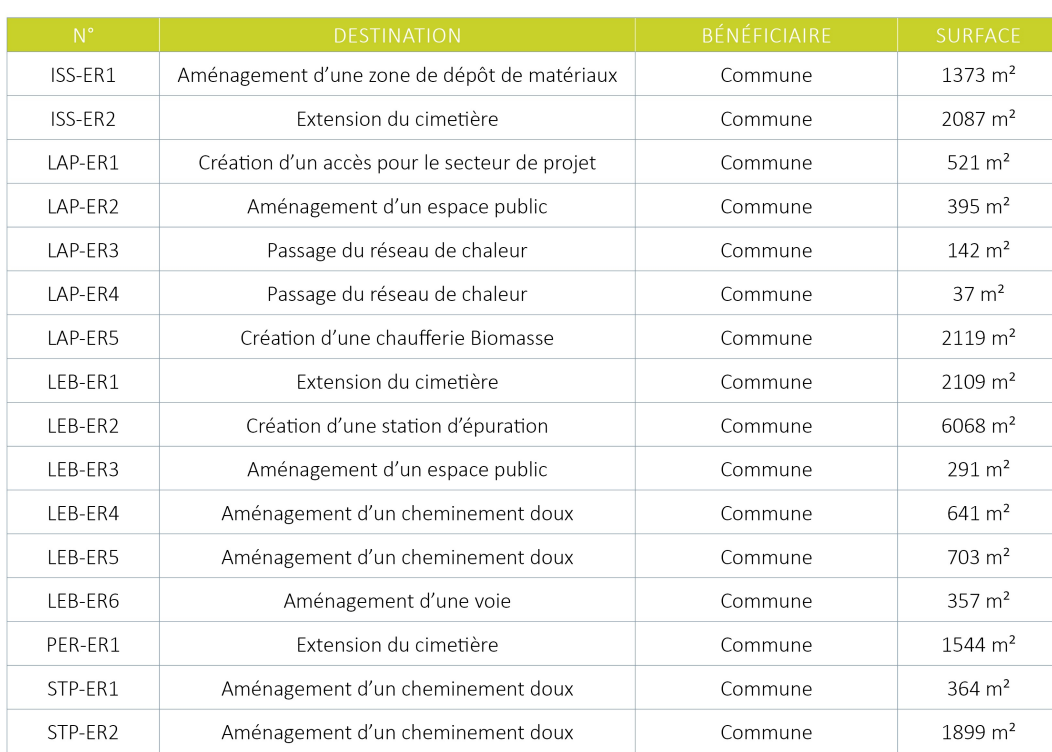 N° DESTINATION BÉNÉFICIAIRE SURFACE
ISS-ER1 Aménagement d’une zone de dépôt de matériaux Commune 1373 m²
ISS-ER2 Extension du cimetière Commune 2087 m²
LAP-ER1 Création d’un accès pour le secteur de projet Commune 521 m²
LAP-ER2 Aménagement d’un espace public Commune 395 m²
LAP-ER3 Passage du réseau de chaleur Commune 142 m²
LAP-ER4 Passage du réseau de chaleur Commune 37 m²
LAP-ER5 Création d’une chaufferie Biomasse Commune 2119 m²
LEB-ER1 Extension du cimetière Commune 2109 m²
LEB-ER2 Création d’une station d’épuration Commune 6068 m²
LEB-ER3 Aménagement d’un espace public Commune 291 m²
LEB-ER4 Aménagement d’un cheminement doux Commune 641 m²
LEB-ER5 Aménagement d’un cheminement doux Commune 703 m²
LEB-ER6 Aménagement d’une voie Commune 357 m²
PER-ER1 Extension du cimetière Commune 1544 m²
STP-ER1 Aménagement d’un cheminement doux Commune 364 m²
STP-ER2 Aménagement d’un cheminement doux Commune 1899 m²